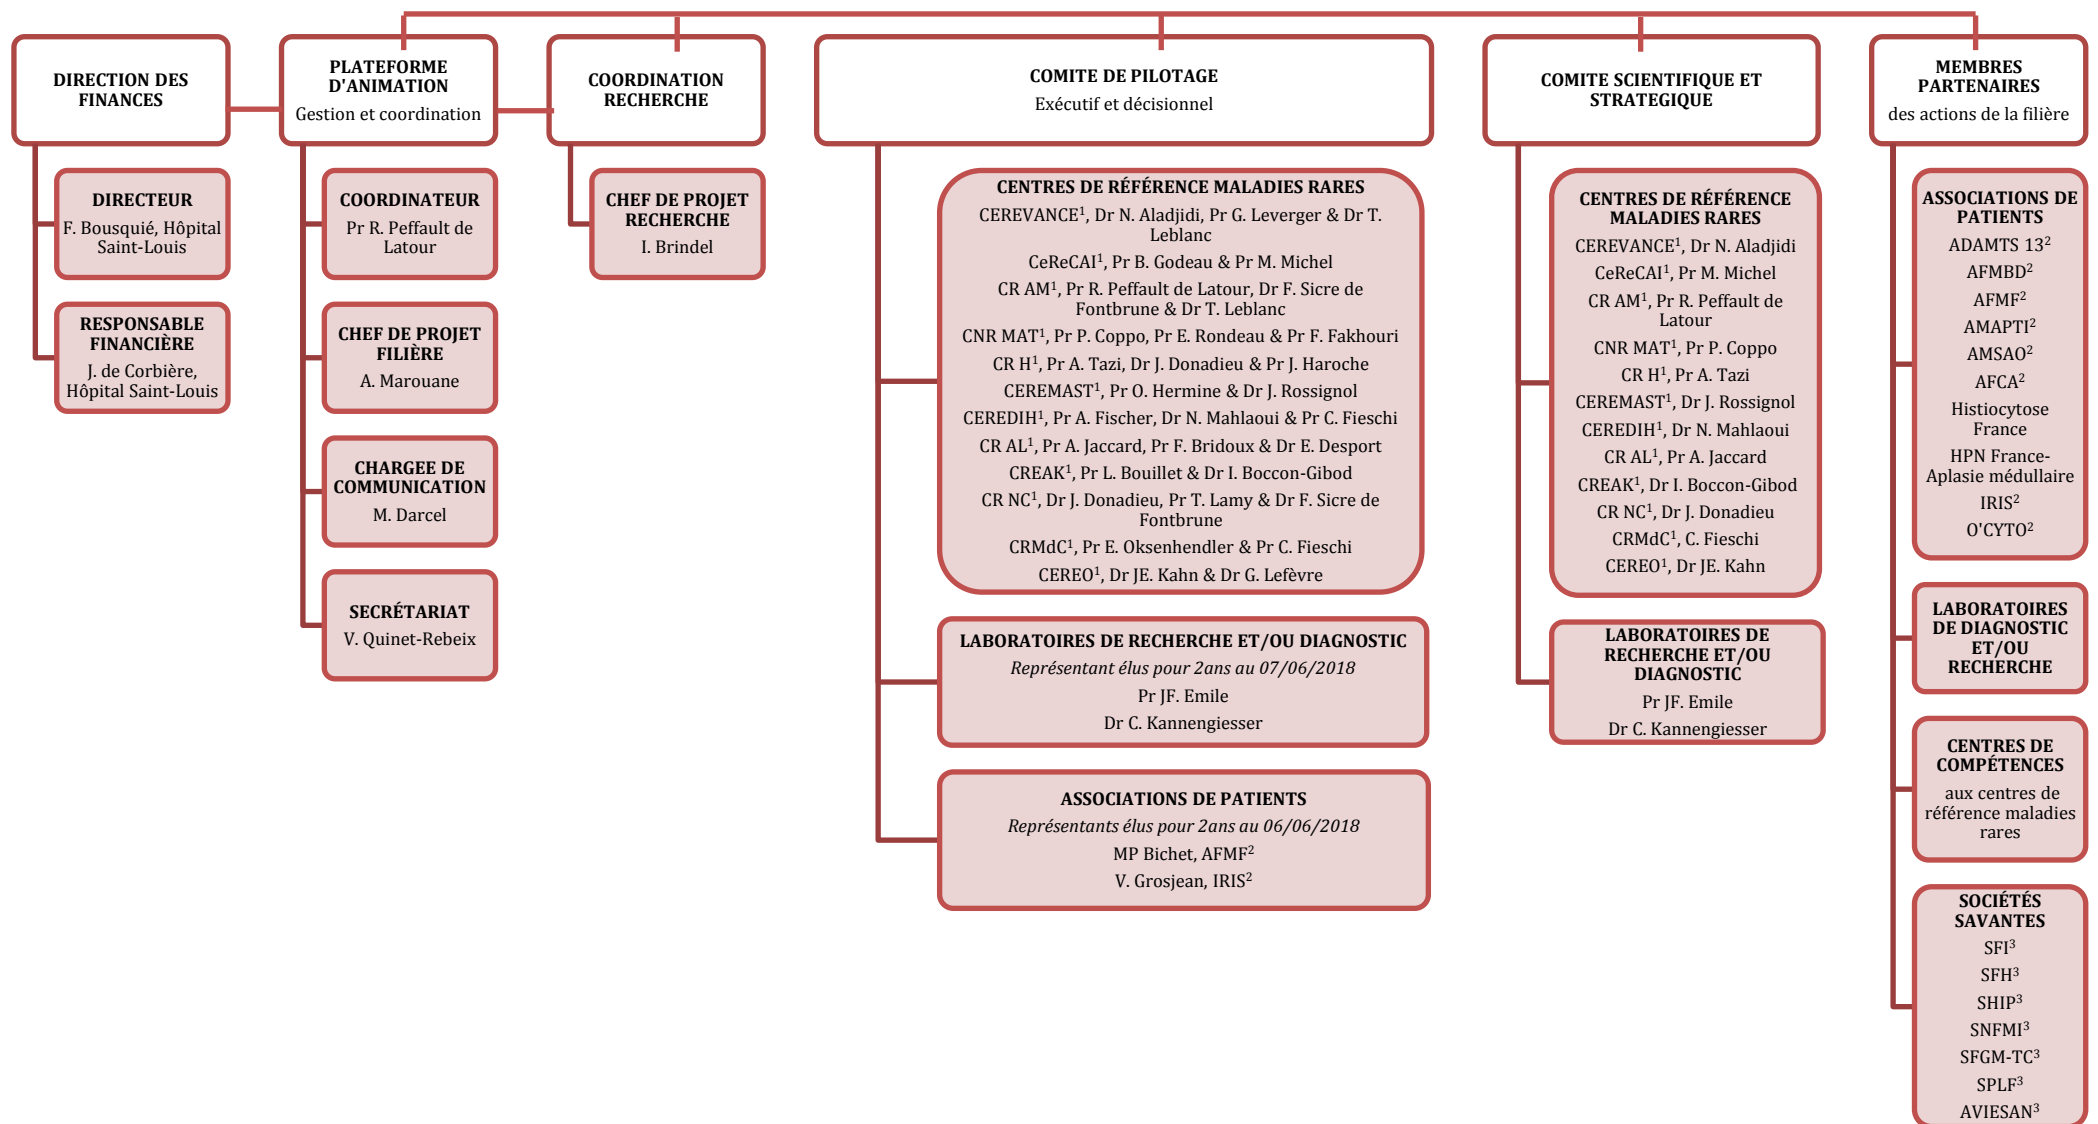 DIRECTION DES
FINANCES
DIRECTEUR
F. Bousquié, Hôpital
Saint-Louis
RESPONSABLE
FINANCIÈRE
J. de Corbière,
Hôpital Saint-Louis
PLATEFORME
D'ANIMATION
Gestion et coordination
COORDINATEUR
Pr R. Peffault de
Latour
CHEF DE PROJET
FILIÈRE
A. Marouane
CHARGEE DE
COMMUNICATION
M. Darcel
SECRÉTARIAT
V. Quinet-Rebeix
COORDINATION
RECHERCHE
CHEF DE PROJET
RECHERCHE
I. Brindel
COMITE DE PILOTAGE
Exécutif et décisionnel
CENTRES DE RÉFÉRENCE MALADIES RARES
CEREVANCE¹, Dr N. Aladjidi, Pr G. Leverger & Dr T.
Leblanc
CeReCAI¹, Pr B. Godeau & Pr M. Michel
CR AM¹, Pr R. Peffault de Latour, Dr F. Sicre de
Fontbrune & Dr T. Leblanc
CNR MAT¹, Pr P. Coppo, Pr E. Rondeau & Pr F. Fakhouri
CR H¹, Pr A. Tazi, Dr J. Donadieu & Pr J. Haroche
CEREMAST¹, Pr O. Hermine & Dr J. Rossignol
CEREDIH¹, Pr A. Fischer, Dr N. Mahlaoui & Pr C. Fieschi
CR AL¹, Pr A. Jaccard, Pr F. Bridoux & Dr E. Desport
CREAK¹, Pr L. Bouillet & Dr I. Boccon-Gibod
CR NC¹, Dr J. Donadieu, Pr T. Lamy & Dr F. Sicre de
Fontbrune
CRMdC¹, Pr E. Oksenhendler & Pr C. Fieschi
CEREO¹, Dr JE. Kahn & Dr G. Lefèvre
LABORATOIRES DE RECHERCHE ET/OU DIAGNOSTIC
Représentant élus pour 2ans au 07/06/2018
Pr JF. Emile
Dr C. Kannengiesser
ASSOCIATIONS DE PATIENTS
Représentants élus pour 2ans au 06/06/2018
MP Bichet, AFMF²
V. Grosjean, IRIS²
COMITE SCIENTIFIQUE ET
STRATEGIQUE
CENTRES DE RÉFÉRENCE
MALADIES RARES
CEREVANCE¹, Dr N. Aladjidi
CeReCAI¹, Pr M. Michel
CR AM¹, Pr R. Peffault de
Latour
CNR MAT¹, Pr P. Coppo
CR H¹, Pr A. Tazi
CEREMAST¹, Dr J. Rossignol
CEREDIH¹, Dr N. Mahlaoui
CR AL¹, Pr A. Jaccard
CREAK¹, Dr I. Boccon-Gibod
CR NC¹, Dr J. Donadieu
CRMdC¹, C. Fieschi
CEREO¹, Dr JE. Kahn
LABORATOIRES DE
RECHERCHE ET/OU
DIAGNOSTIC
Pr JF. Emile
Dr C. Kannengiesser
MEMBRES
PARTENAIRES
des actions de la filière
ASSOCIATIONS DE
PATIENTS
ADAMTS 13²
AFMBD²
AFMF²
AMAPTI²
AMSAO²
AFCA²
Histiocytose
France
HPN France-
Aplasie médullaire
IRIS²
O'CYTO²
LABORATOIRES
DE DIAGNOSTIC
ET/OU
RECHERCHE
CENTRES DE
COMPÉTENCES
aux centres de
référence maladies
rares
SOCIÉTÉS
SAVANTES
SFI³
SFH³
SHIP³
SNFMI³
SFGM-TC³
SPLF³
AVIESAN³